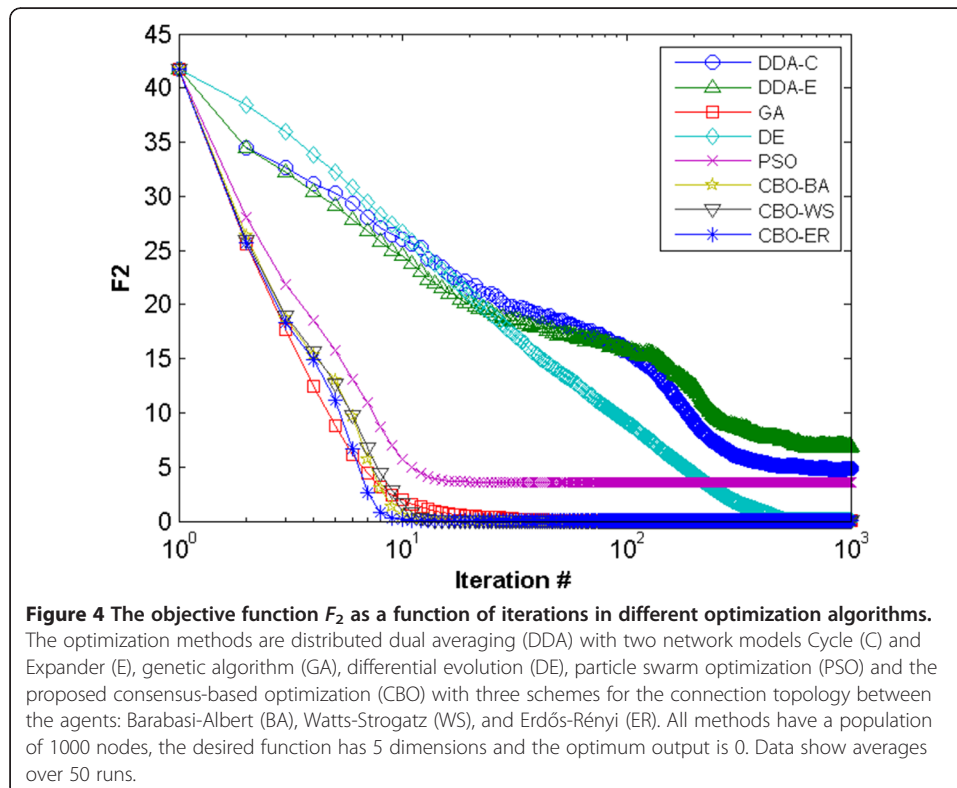 45
40
35
30
25
20
15
10
5
0
F2
10^0
10^1
10^2
10^3
Iteration #
DDA-C
DDA-E
GA
DE
PSO
CBO-BA
CBO-WS
CBO-ER
Figure 4 The objective function F₂ as a function of iterions in different optimization algorithms.
The optimization methods are distributed dual averaging (DDA) with two network models Cycle (C) and
Expander (E), genetic algorithm (GA), differential evolution (DE), particle swarm optimization (PSO) and the
proposed consensus-based optimization (CBO) with three schemes for the connection topology between
the agents: Barabasi-Albert (BA), Watts-Strogatz (WS), and Erdős-Rényi (ER). All methods have a population
of 1000 nodes, the desired function has 5 dimensions and the optimum output is 0. Data show averages
over 50 runs.